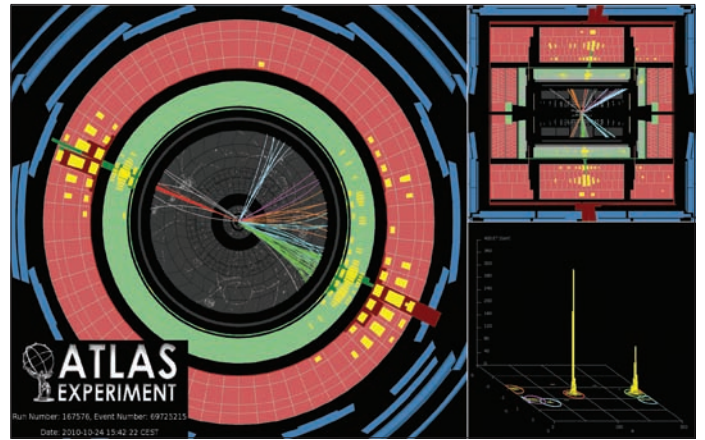 ATLAS
EXPERIMENT
Run Number: 167576, Event Number: 69725215
Date: 2010-10-24 15:42:22 CEST